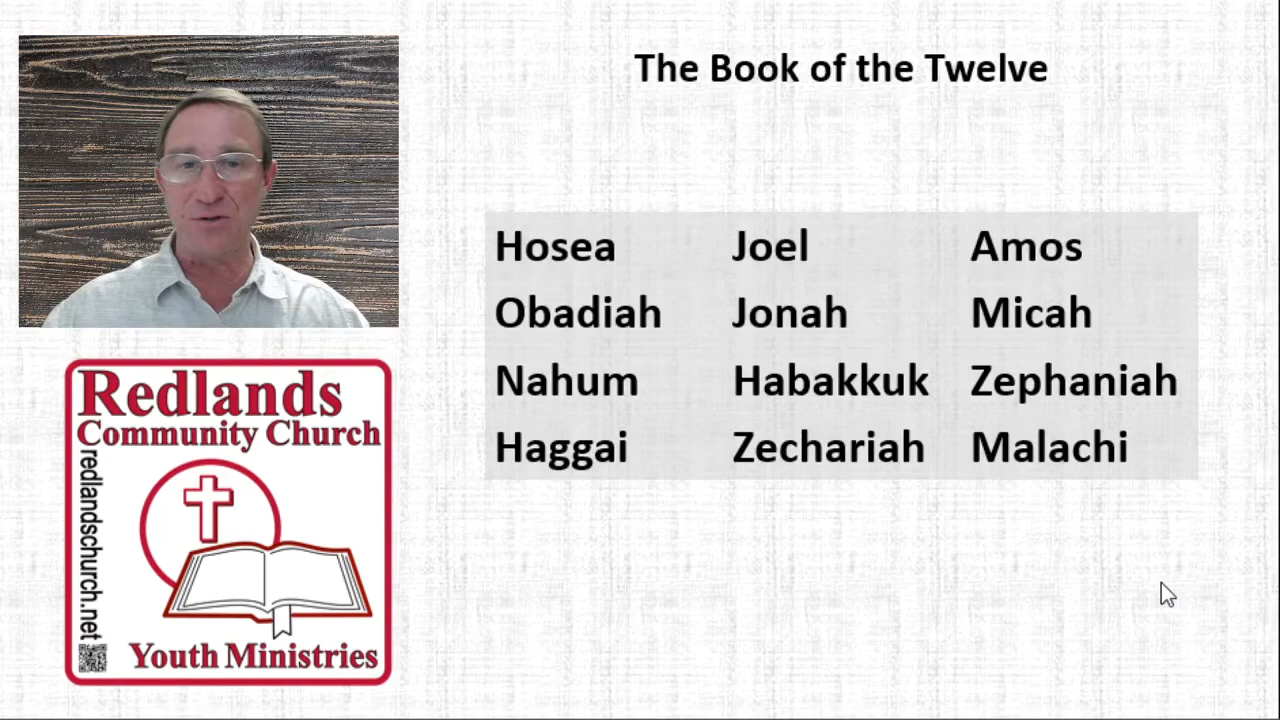 The Book of the Twelve
Hosea Joel Amos
Obadiah Jonah Micah
Nahum Habakkuk Zephaniah
Haggai Zechariah Malachi
Redlands
Community Church
redlandschurch.net
Youth Ministries